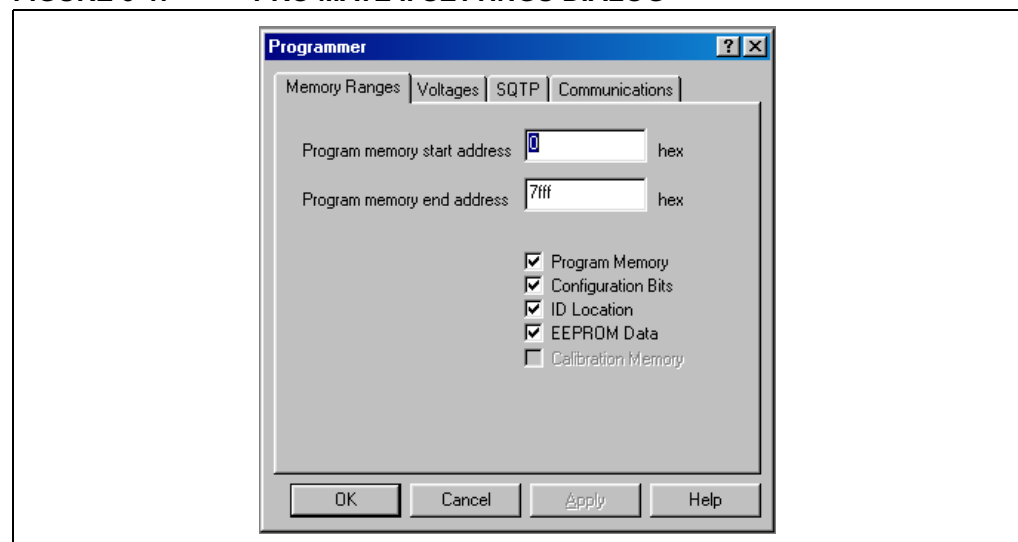 Programmer
Memory Ranges Voltages SQTP Communications
Program memory start address 0 hex
Program memory end address 7fff hex
Program Memory
Configuration Bits
ID Location
EEPROM Data
Calibration Memory
OK Cancel Apply Help